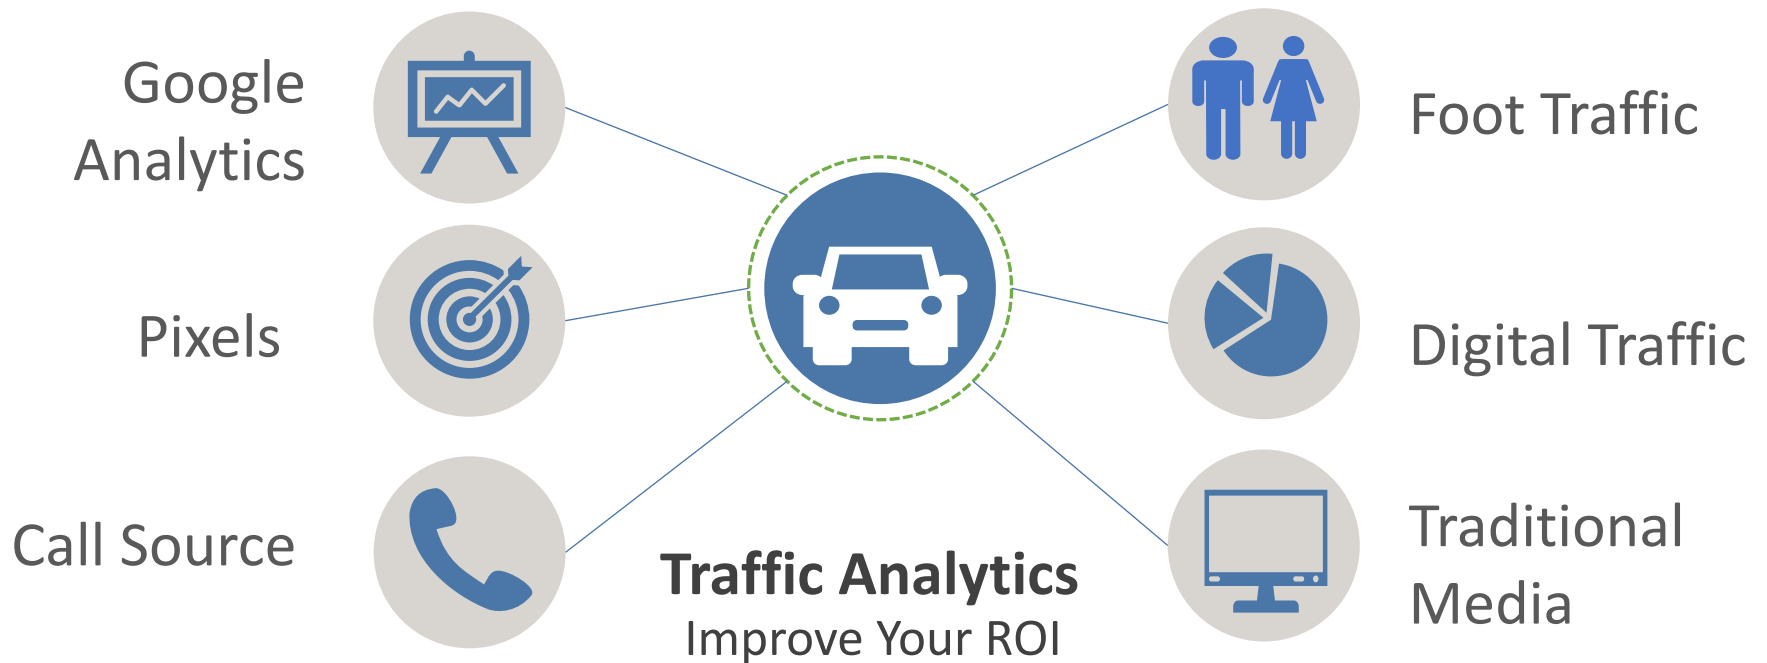 Google
Analytics
Pixels
Call Source
Traffic Analytics
Improve Your ROI
Foot Traffic
Digital Traffic
Traditional
Media